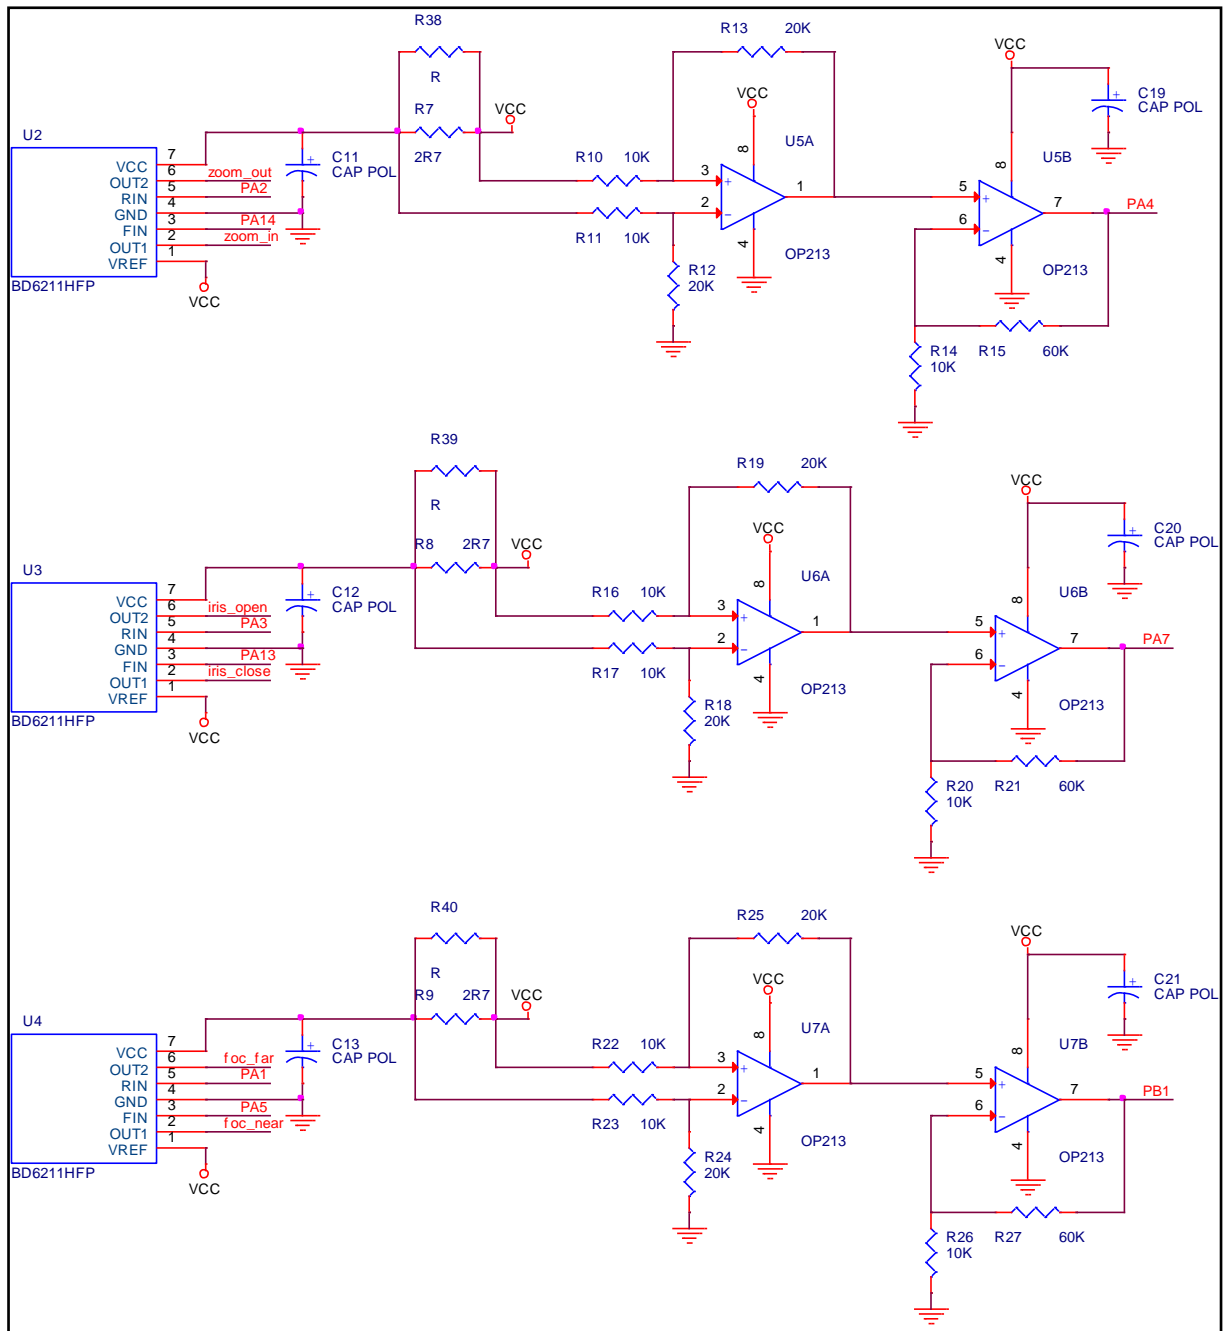 R38
R
R7
2R7
VCC
R13 20K
VCC
U5A
VCC
C19
CAP POL
U2
VCC 7
OUT2 6 zoom_out
RIN 5 PA2
GND 4
FIN 3 PA14
OUT1 2 zoom_in
VREF 1
BD6211HFP
VCC
C11
CAP POL
R10 10K
R11 10K
R12
20K
3
+
2
−
8
1
4
OP213
U5B
5
+
6
−
8
7
4
OP213
PA4
R14
10K
R15 60K
R39
R
R8 2R7
VCC
R19 20K
VCC
U6A
VCC
C20
CAP POL
U3
VCC 7
OUT2 6 iris_open
RIN 5 PA3
GND 4
FIN 3 PA13
OUT1 2 iris_close
VREF 1
BD6211HFP
VCC
C12
CAP POL
R16 10K
R17 10K
R18
20K
3
+
2
−
8
1
4
OP213
U6B
5
+
6
−
8
7
4
OP213
PA7
R20
10K
R21 60K
R40
R
R9 2R7
VCC
R25 20K
VCC
U7A
VCC
C21
CAP POL
U4
VCC 7
OUT2 6 foc_far
RIN 5 PA1
GND 4
FIN 3 PA5
OUT1 2 foc_near
VREF 1
BD6211HFP
VCC
C13
CAP POL
R22 10K
R23 10K
R24
20K
3
+
2
−
8
1
4
OP213
U7B
5
+
6
−
8
7
4
OP213
PB1
R26
10K
R27 60K